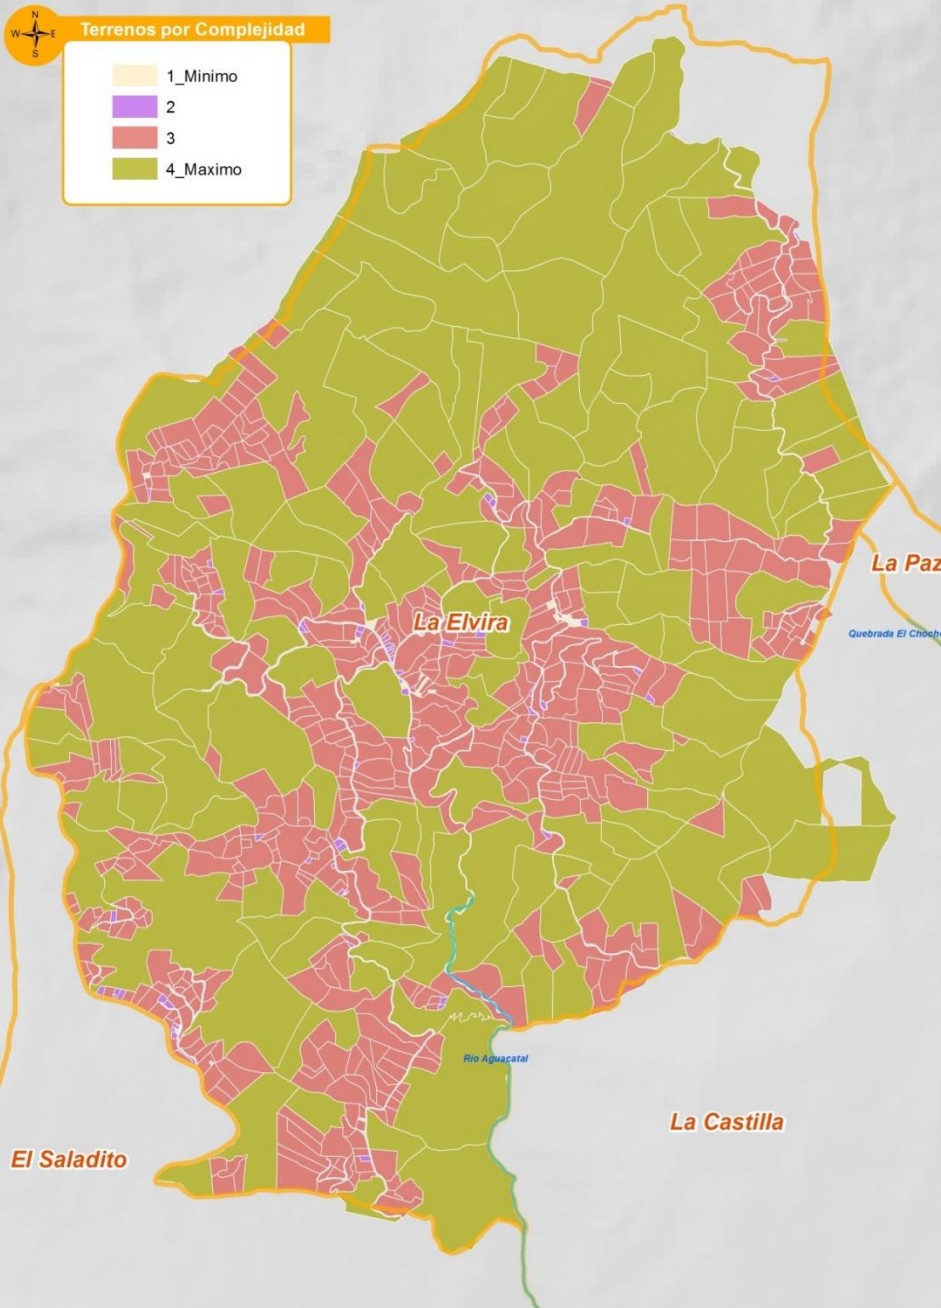 N
W E
S
Terrenos por Complejidad
1_Minimo
2
3
4_Maximo
La Paz
La Elvira
Quebrada El Chocho
Rio Aguacatal
La Castilla
El Saladito